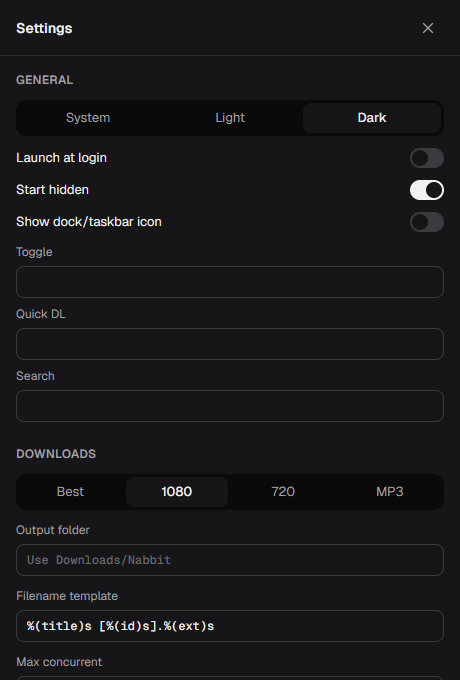 Settings
GENERAL
System Light Dark
Launch at login
Start hidden
Show dock/taskbar icon
Toggle
Quick DL
Search
DOWNLOADS
Best 1080 720 MP3
Output folder
Use Downloads/Nabbit
Filename template
%(title)s [%(id)s].%(ext)s
Max concurrent